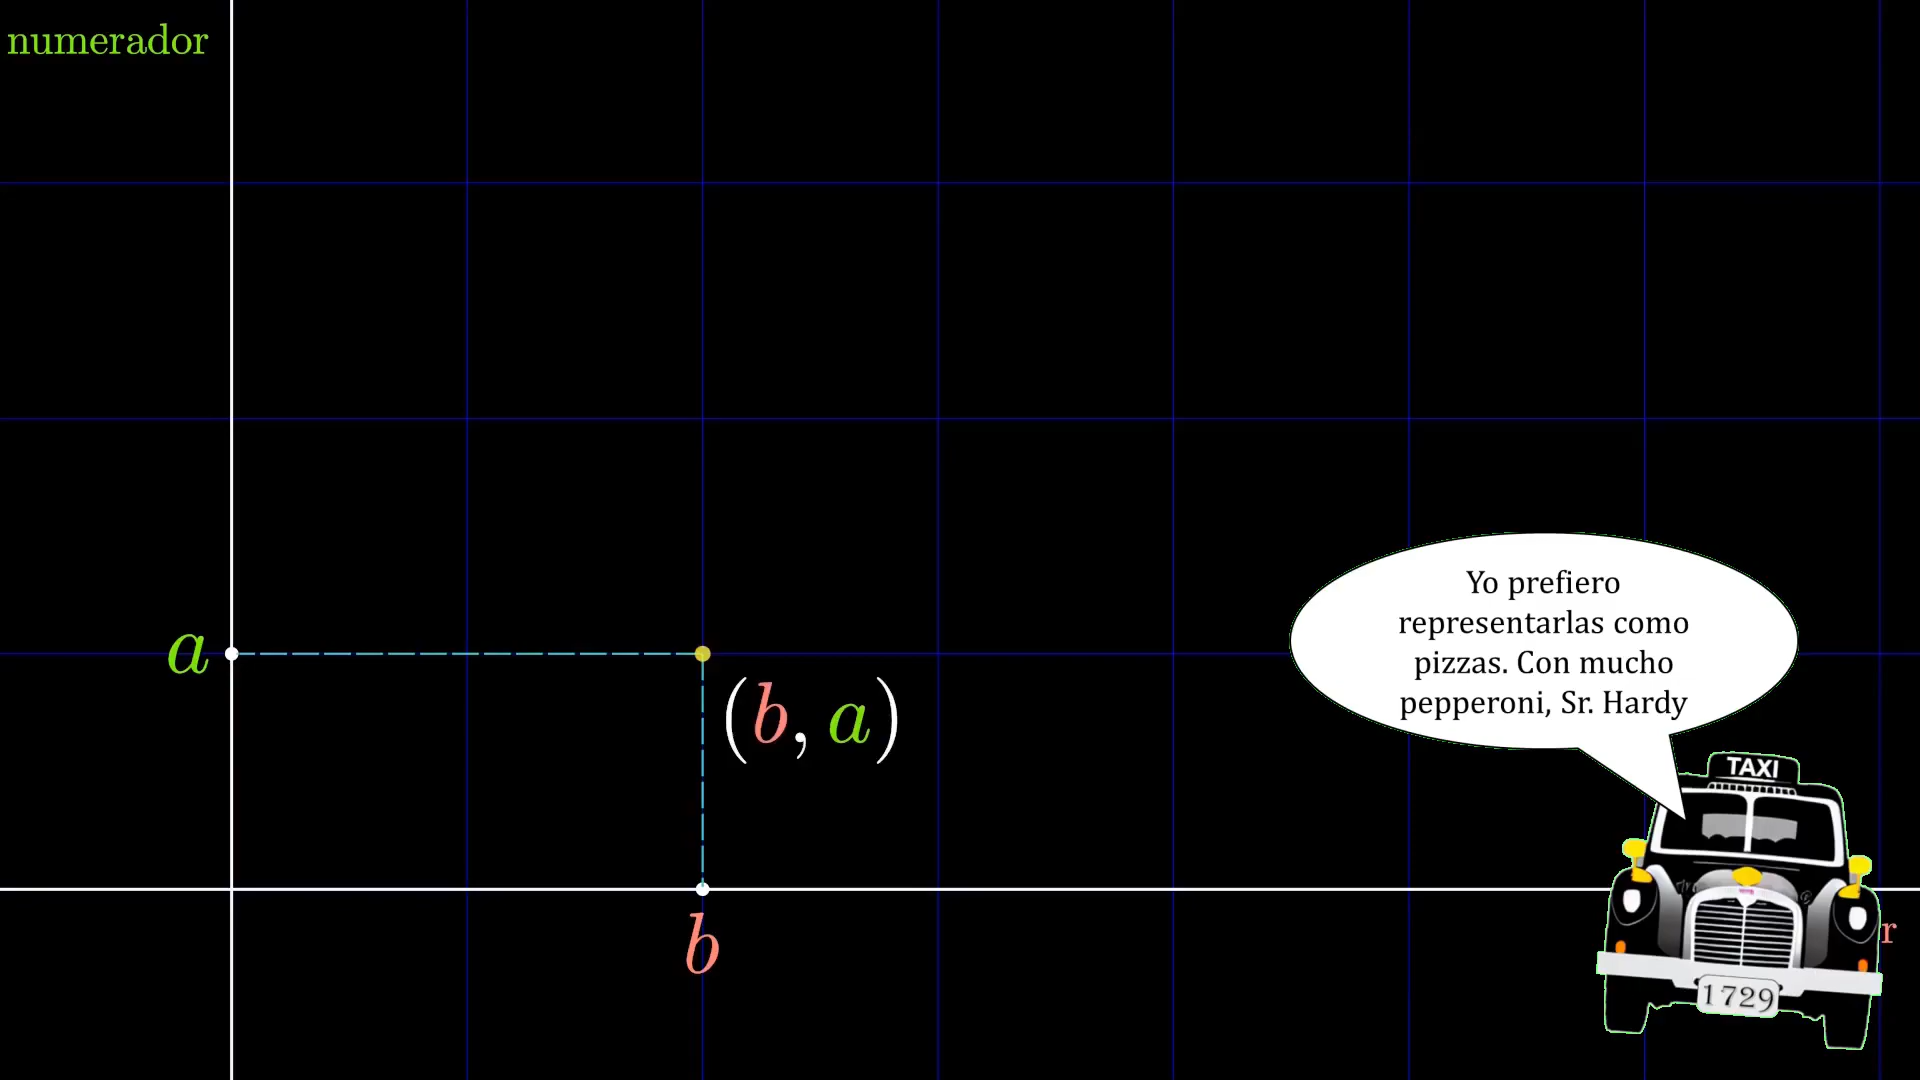 numerador
Yo prefiero
representarlas como
pizzas. Con mucho
pepperoni, Sr. Hardy
a
(b, a)
TAXI
b
r
1729